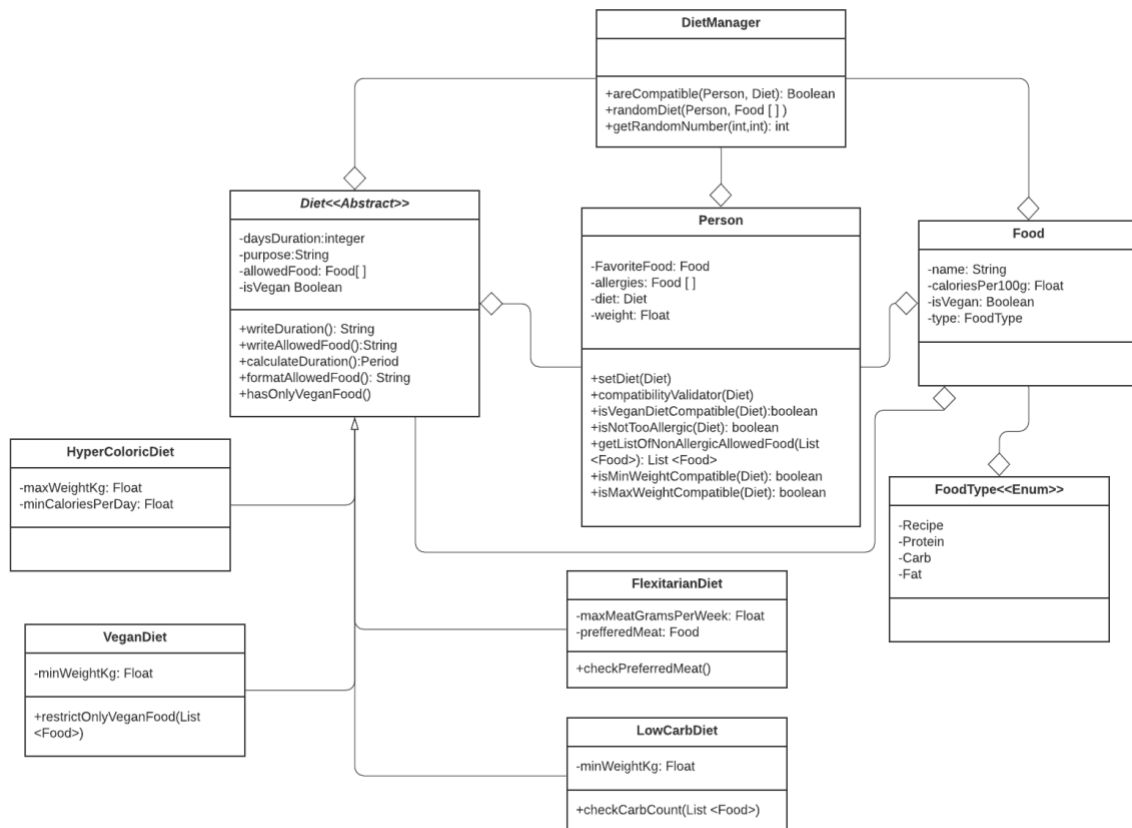 DietManager
+areCompatible(Person, Diet): Boolean
+randomDiet(Person, Food [ ] )
+getRandomNumber(int,int): int
Diet<<Abstract>>
-daysDuration:integer
-purpose:String
-allowedFood: Food[ ]
-isVegan Boolean
+writeDuration(): String
+writeAllowedFood():String
+calculateDuration():Period
+formatAllowedFood(): String
+hasOnlyVeganFood()
Person
-FavoriteFood: Food
-allergies: Food [ ]
-diet: Diet
-weight: Float
+setDiet(Diet)
+compatibilityValidator(Diet)
+isVeganDietCompatible(Diet):boolean
+isNotTooAllergic(Diet): boolean
+getListOfNonAllergicAllowedFood(List
<Food>): List <Food>
+isMinWeightCompatible(Diet): boolean
+isMaxWeightCompatible(Diet): boolean
Food
-name: String
-caloriesPer100g: Float
-isVegan: Boolean
-type: FoodType
HyperColoricDiet
-maxWeightKg: Float
-minCaloriesPerDay: Float
FoodType<<Enum>>
-Recipe
-Protein
-Carb
-Fat
FlexitarianDiet
-maxMeatGramsPerWeek: Float
-prefferedMeat: Food
+checkPreferredMeat()
VeganDiet
-minWeightKg: Float
+restrictOnlyVeganFood(List
<Food>)
LowCarbDiet
-minWeightKg: Float
+checkCarbCount(List <Food>)